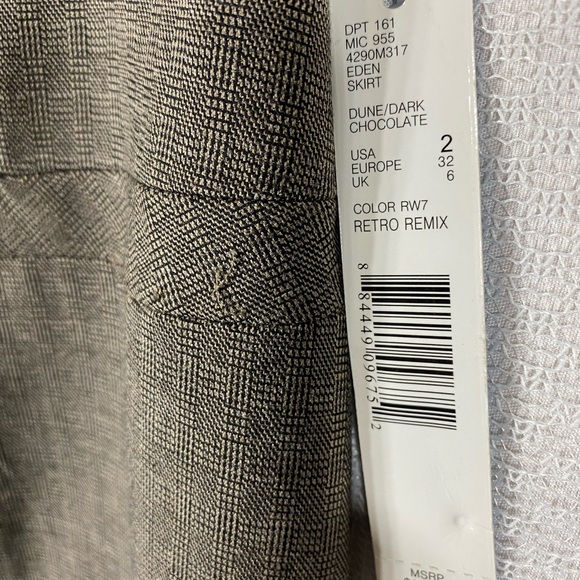 DPT 161
MIC 955
4290M317
EDEN
SKIRT
DUNE/DARK
CHOCOLATE
USA 2
EUROPE 32
UK 6
COLOR RW7
RETRO REMIX
8 84449 09675 2
MSRP